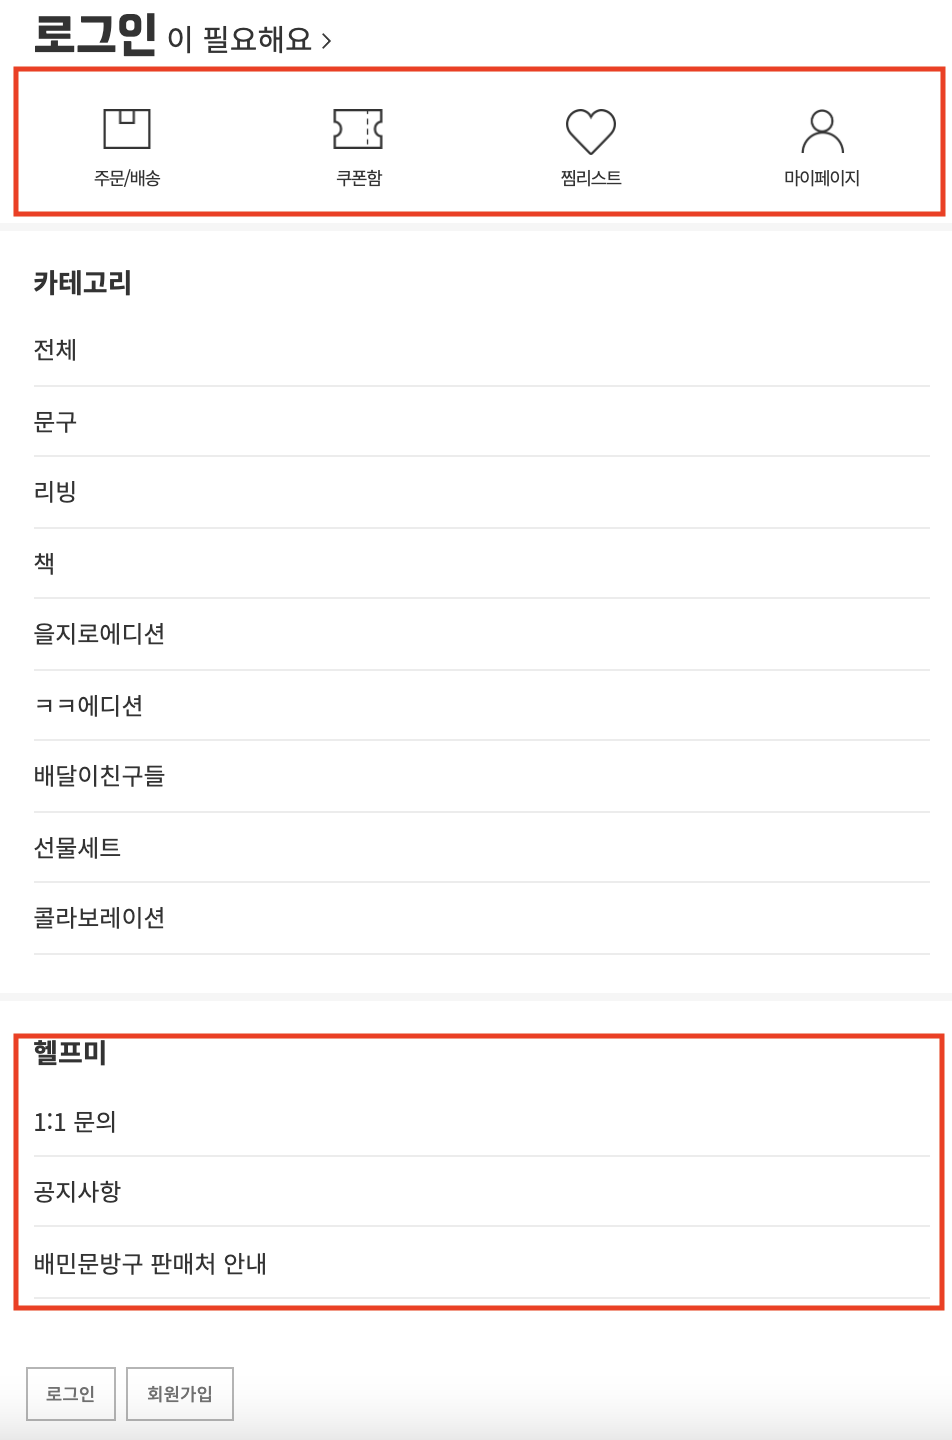 로그인 이 필요해요 >
주문/배송 쿠폰함 찜리스트 마이페이지
카테고리
전체
문구
리빙
책
을지로에디션
ㅋㅋ에디션
배달이친구들
선물세트
콜라보레이션
헬프미
1:1 문의
공지사항
배민문방구 판매처 안내
로그인 회원가입